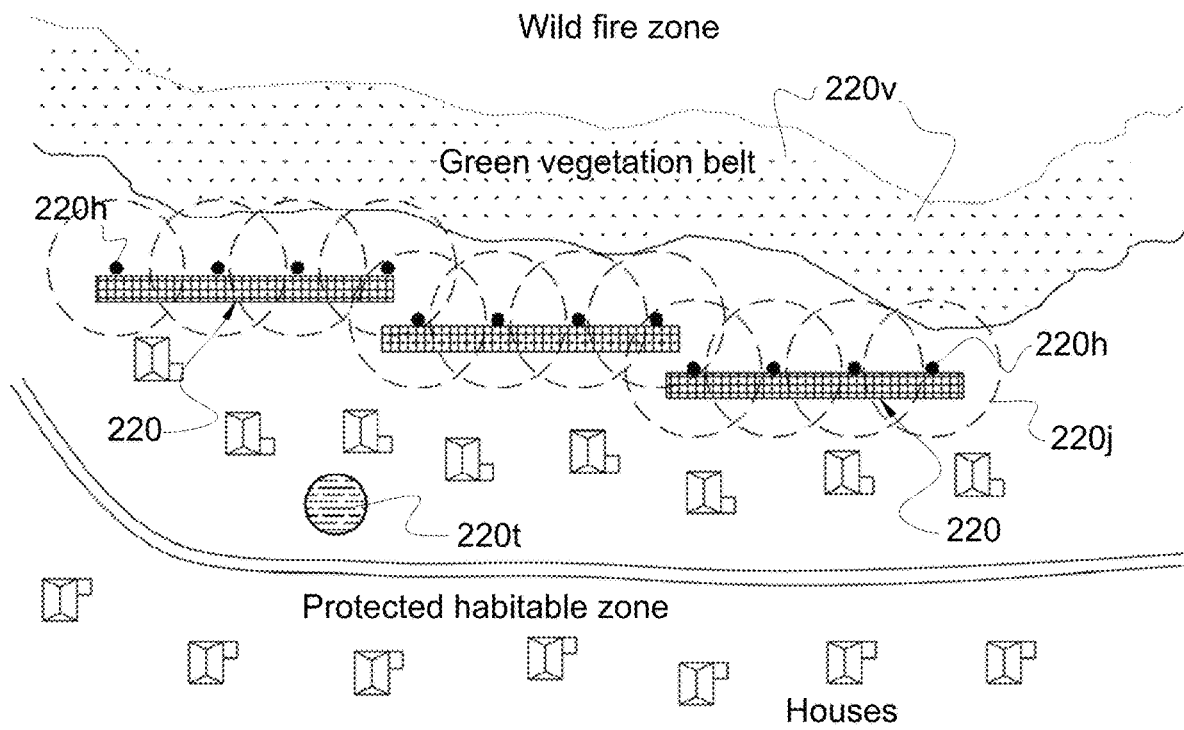 Wild fire zone
220v
Green vegetation belt
220h
220h
220
220j
220t
220
Protected habitable zone
Houses